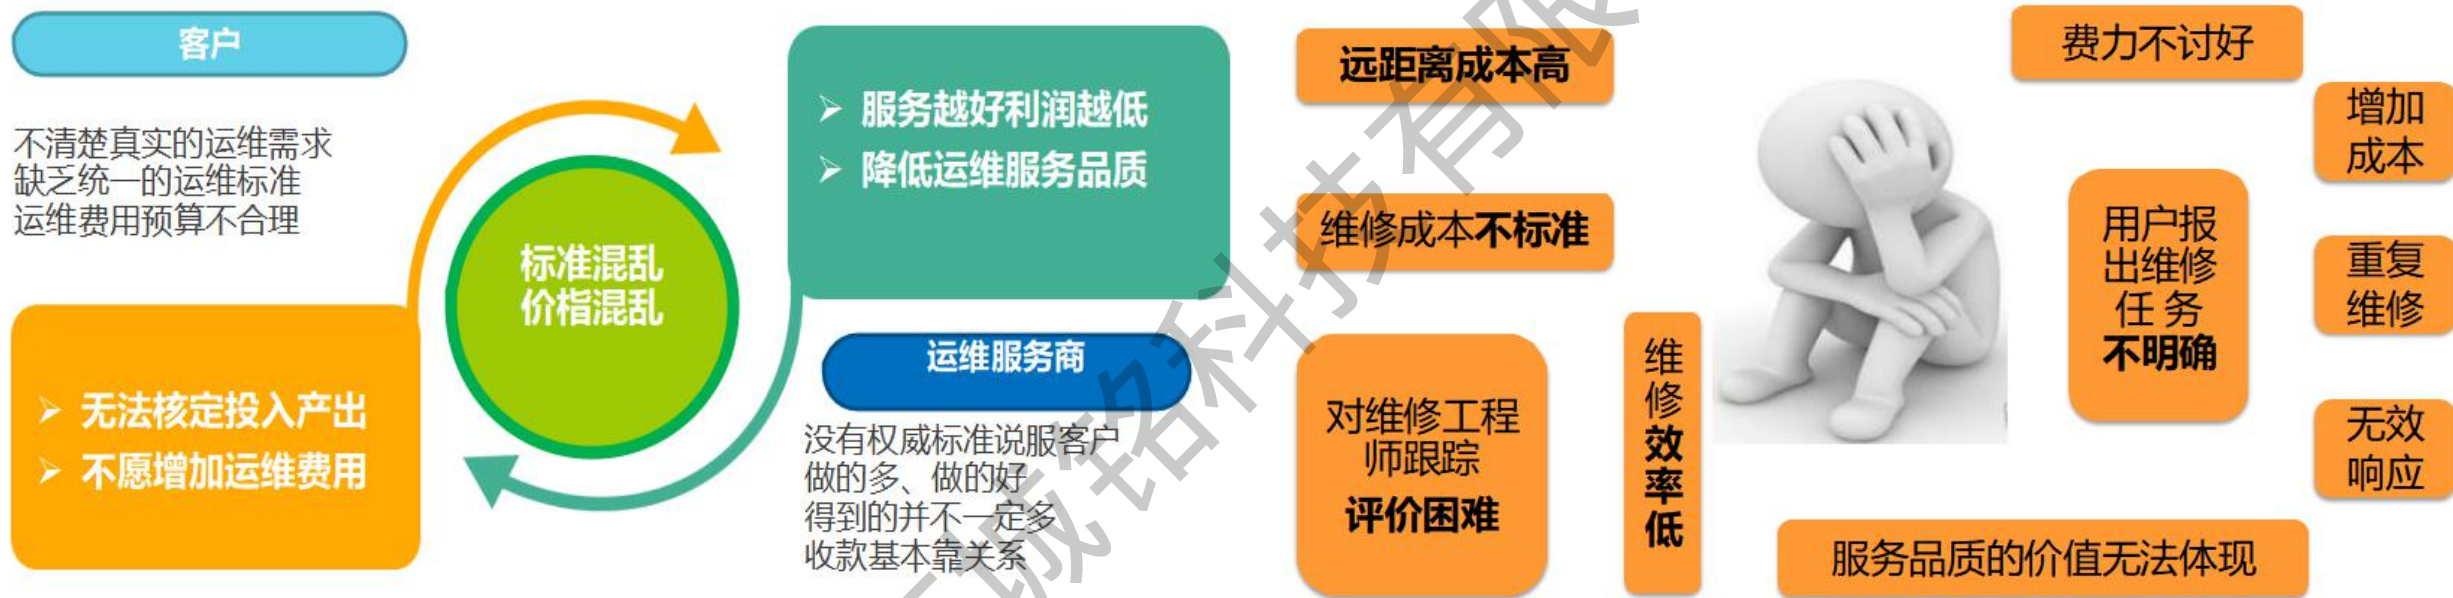 客户
不清楚真实的运维需求
缺乏统一的运维标准
运维费用预算不合理
无法核定投入产出
不愿增加运维费用
标准混乱
价指混乱
服务越好利润越低
降低运维服务品质
运维服务商
没有权威标准说服客户
做的多、做的好
得到的并不一定多
收款基本靠关系
远距离成本高
维修成本不标准
对维修工程
师跟踪
评价困难
维
修
效
率
低
费力不讨好
用户报
出维修
任 务
不明确
增加
成本
重复
维修
无效
响应
服务品质的价值无法体现
城铭科技有限